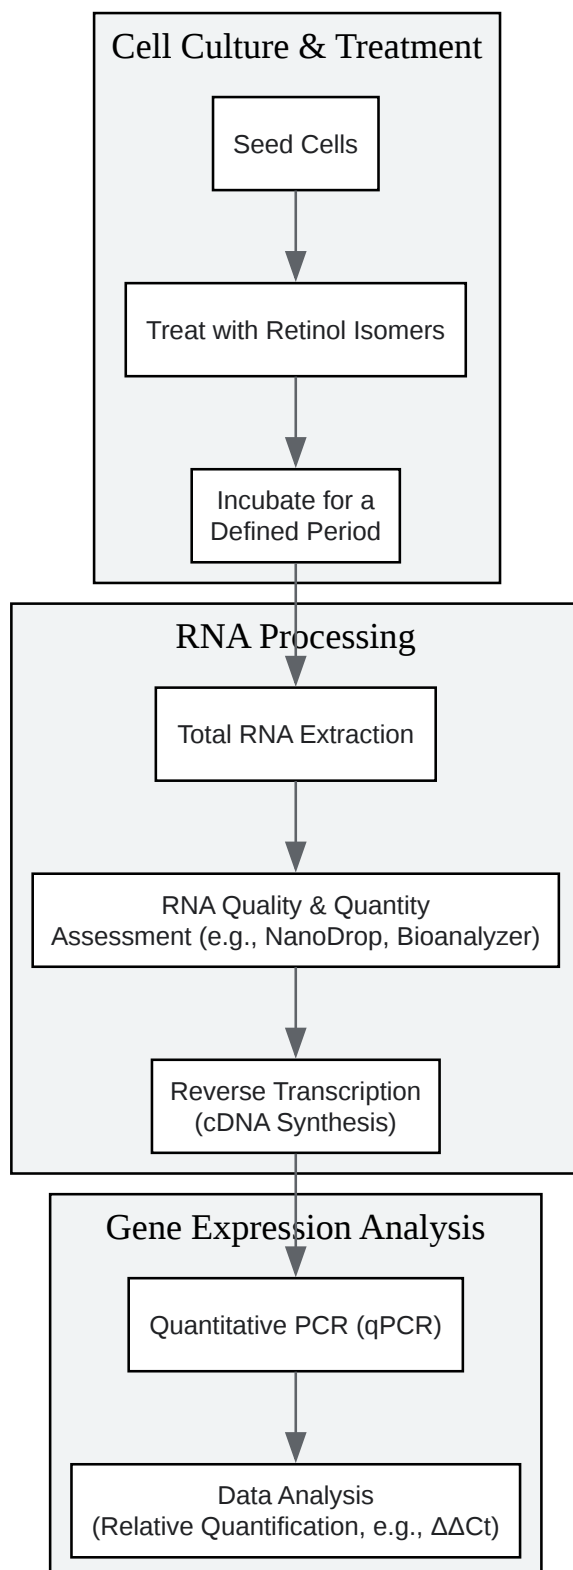 Cell Culture & Treatment
Seed Cells
Treat with Retinol Isomers
Incubate for a
Defined Period
RNA Processing
Total RNA Extraction
RNA Quality & Quantity
Assessment (e.g., NanoDrop, Bioanalyzer)
Reverse Transcription
(cDNA Synthesis)
Gene Expression Analysis
Quantitative PCR (qPCR)
Data Analysis
(Relative Quantification, e.g., ΔΔCt)